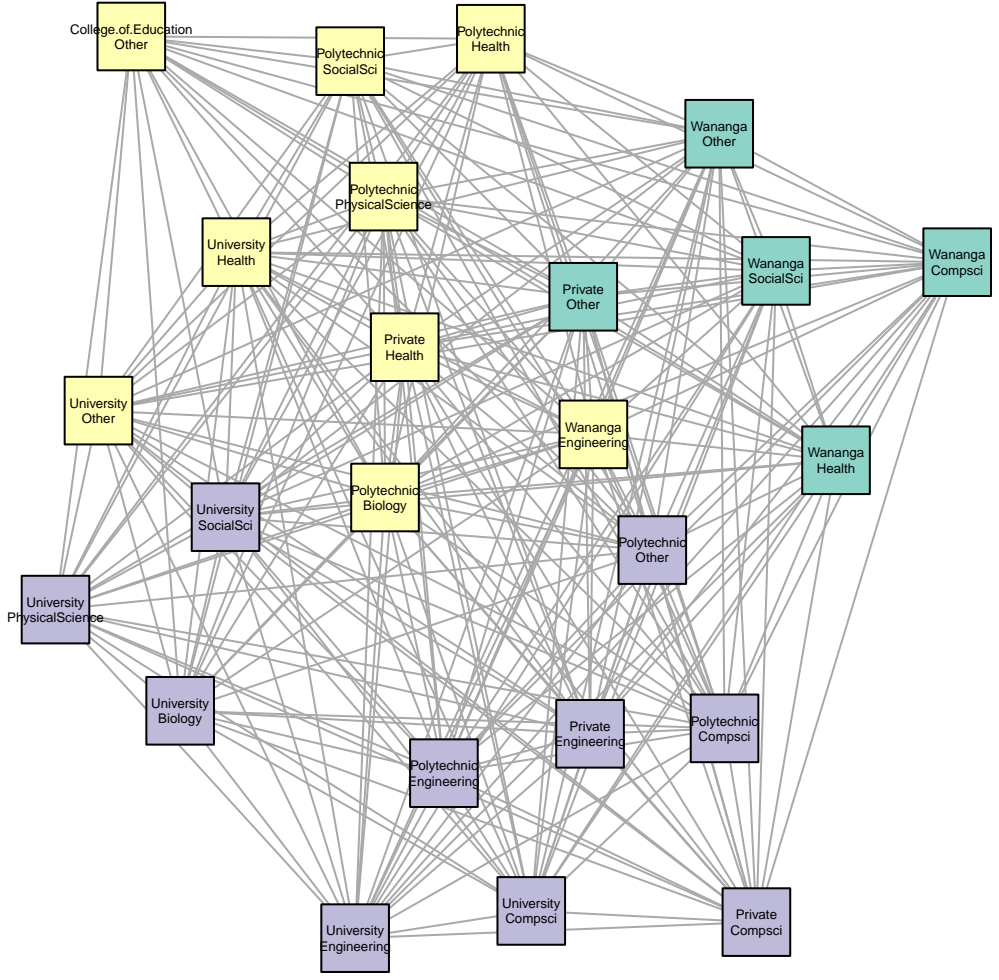 College.of.Education
Other
Polytechnic
SocialSci
Polytechnic
Health
Wananga
Other
Polytechnic
PhysicalScience
University
Health
Wananga
SocialSci
Wananga
Compsci
Private
Other
Private
Health
University
Other
Wananga
Engineering
Wananga
Health
Polytechnic
Biology
University
SocialSci
Polytechnic
Other
University
PhysicalScience
University
Biology
Private
Engineering
Polytechnic
Compsci
Polytechnic
Engineering
University
Engineering
University
Compsci
Private
Compsci